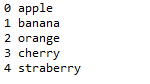 0 apple
1 banana
2 orange
3 cherry
4 straberry